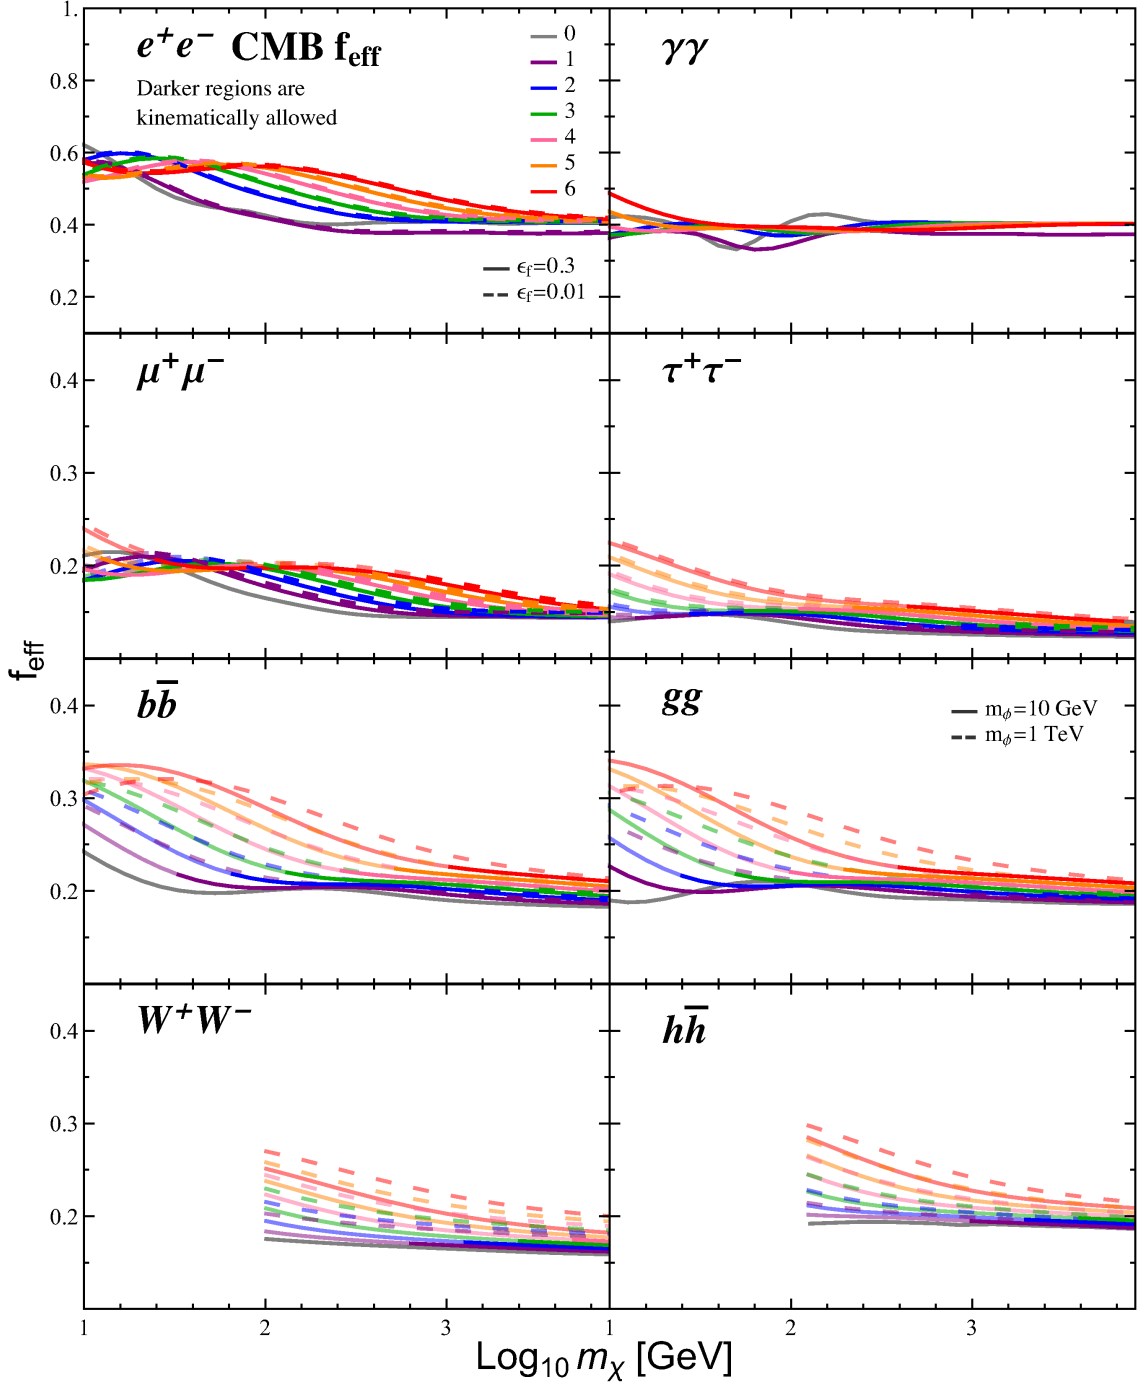 1.
0.8
0.6
0.4
0.2
e⁺e⁻ CMB f_eff
Darker regions are
kinematically allowed
0
1
2
3
4
5
6
ϵ_f=0.3
ϵ_f=0.01
γγ
0.4
0.3
0.2
μ⁺μ⁻
τ⁺τ⁻
f_eff
0.4
0.3
0.2
bb̅
gg
m_ϕ=10 GeV
m_ϕ=1 TeV
0.4
0.3
0.2
W⁺W⁻
hh̅
1
2
3
1
2
3
Log₁₀ m_χ [GeV]